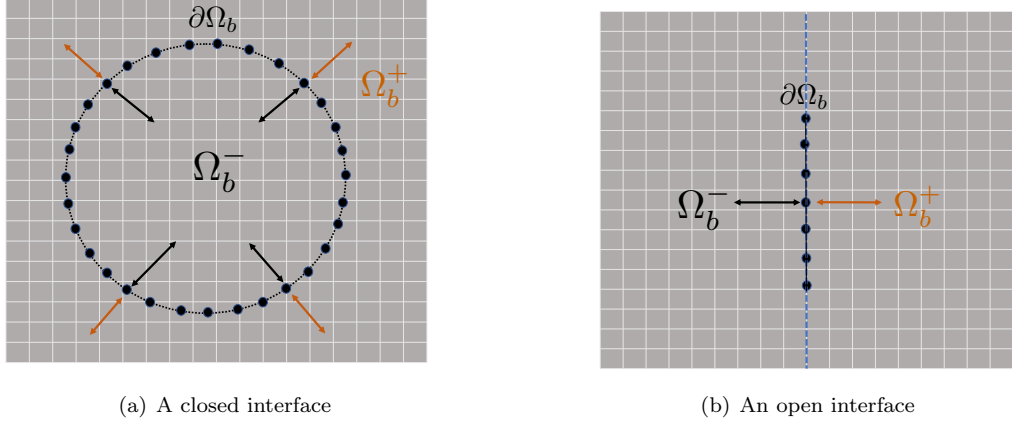 ∂Ω_b
Ω_b^+
Ω_b^-
(a) A closed interface
∂Ω_b
Ω_b^-
Ω_b^+
(b) An open interface